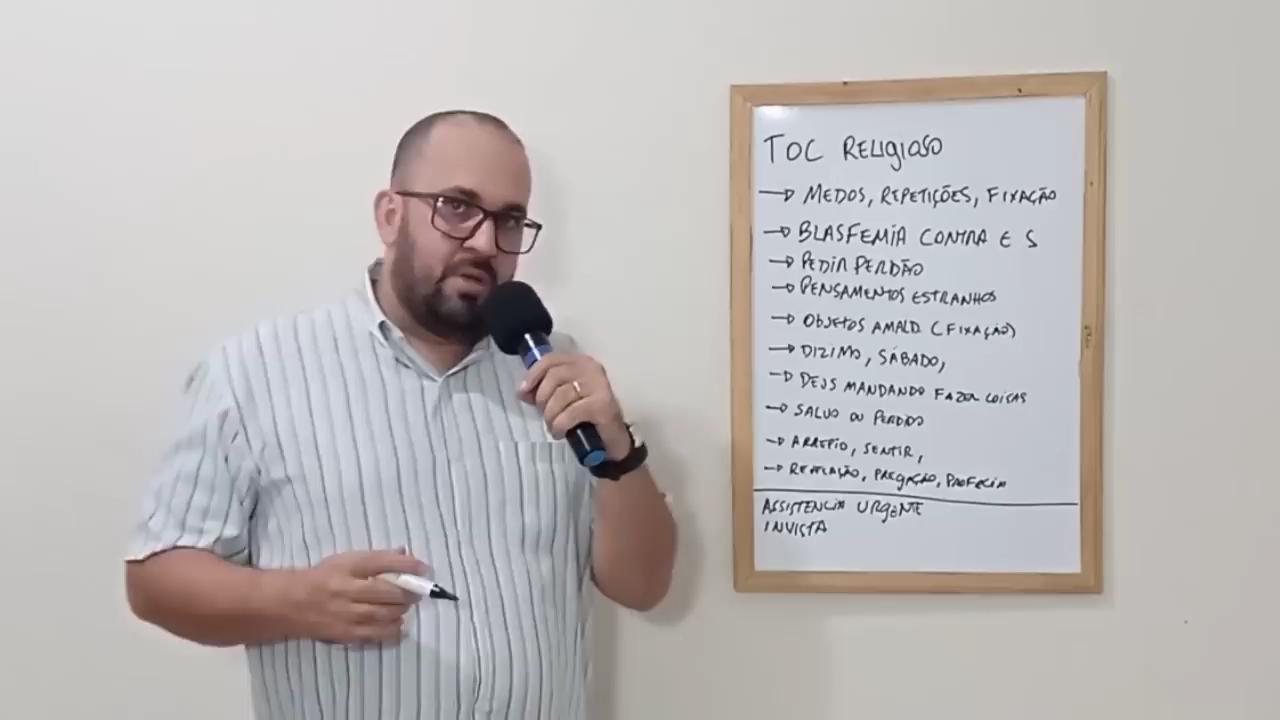 TOC RELIGIOSO
→ MEDOS, REPETIÇÕES, FIXAÇÃO
→ BLASFEMIA CONTRA E S
→ PEDIR PERDÃO
→ PENSAMENTOS ESTRANHOS
→ OBJETOS AMALD. (FIXAÇÃO)
→ DIZIMO, SÁBADO,
→ DEUS MANDANDO FAZER COISAS
→ SALVO OU PERDIDO
→ ARREPIO, SENTIR,
→ REVELAÇÃO, PREGAÇÃO, PROFECIA
ASSISTENCIA URGENTE
INVISTA